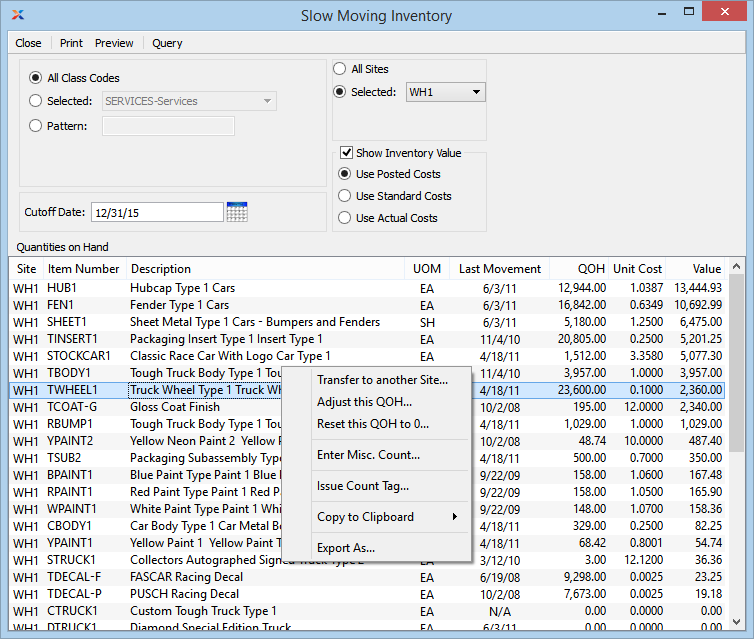 Slow Moving Inventory
Close Print Preview Query
All Class Codes
Selected: SERVICES-Services
Pattern:
All Sites
Selected: WH1
Show Inventory Value
Use Posted Costs
Use Standard Costs
Use Actual Costs
Cutoff Date: 12/31/15
Quantities on Hand
Site Item Number Description UOM Last Movement QOH Unit Cost Value
WH1 HUB1 Hubcap Type 1 Cars EA 6/3/11 12,944.00 1.0387 13,444.93
WH1 FEN1 Fender Type 1 Cars EA 6/3/11 16,842.00 0.6349 10,692.99
WH1 SHEET1 Sheet Metal Type 1 Cars - Bumpers and Fenders SH 6/3/11 5,180.00 1.2500 6,475.00
WH1 TINSERT1 Packaging Insert Type 1 Insert Type 1 EA 11/4/10 20,805.00 0.2500 5,201.25
WH1 STOCKCAR1 Classic Race Car With Logo Car Type 1 EA 4/18/11 1,512.00 3.3580 5,077.30
WH1 TBODY1 Tough Truck Body Type 1 11/4/10 3,957.00 1.0000 3,957.00
WH1 TWHEEL1 Truck Wheel Type 1 Truck 4/18/11 23,600.00 0.1000 2,360.00
WH1 TCOAT-G Gloss Coat Finish 10/2/08 195.00 12.0000 2,340.00
WH1 RBUMP1 Tough Truck Body Type 1 4/18/11 1,029.00 1.0000 1,029.00
WH1 YPAINT2 Yellow Neon Paint 2 Yellow 10/2/08 48.74 10.0000 487.40
WH1 TSUB2 Packaging Subassembly 4/18/11 500.00 0.7000 350.00
WH1 BPAINT1 Blue Paint Type Paint 1 Blue 9/22/09 158.00 1.0600 167.48
WH1 RPAINT1 Red Paint Type Paint 1 Red 9/22/09 158.00 1.0500 165.90
WH1 WPAINT1 White Paint Type Paint 1 9/22/09 148.00 1.0700 158.36
WH1 CBODY1 Car Body Type 1 Car Metal 4/18/11 329.00 0.2500 82.25
WH1 YPAINT1 Yellow Paint 1 Yellow Paint 4/18/11 68.42 0.8001 54.74
WH1 STRUCK1 Collectors Autographed Signed Truck Type 2 3/12/10 3.00 12.1200 36.36
WH1 TDECAL-F FASCAR Racing Decal EA 6/19/08 9,298.00 0.0025 23.25
WH1 TDECAL-P PUSCH Racing Decal EA 10/2/08 7,673.00 0.0025 19.18
WH1 CTRUCK1 Custom Tough Truck Type 1 EA N/A 0.00 0.0000 0.00
WH1 DTRUCK1 Diamond Special Edition Truck EA 6/3/11 0.00 0.0000 0.00
Transfer to another Site...
Adjust this QOH...
Reset this QOH to 0...
Enter Misc. Count...
Issue Count Tag...
Copy to Clipboard
Export As...